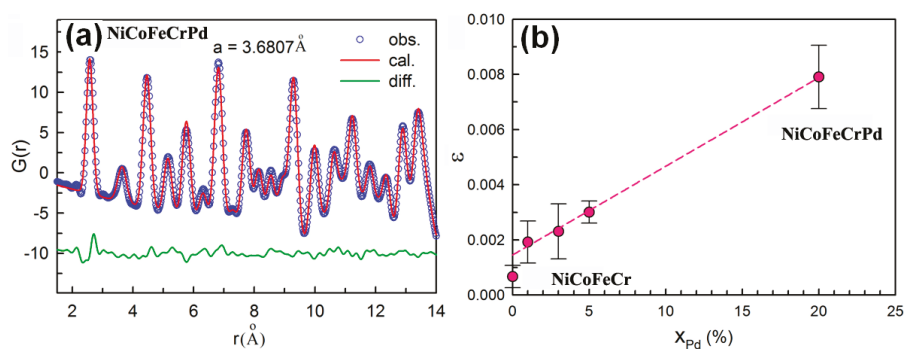 (a) NiCoFeCrPd
a = 3.6807Å
obs.
cal.
diff.
G(r)
15
10
5
0
-5
-10
2 4 6 8 10 12 14
r(Å)
(b)
0.010
0.008
0.006
0.004
0.002
0.000
ε
NiCoFeCrPd
NiCoFeCr
0 5 10 15 20 25
XPd (%)